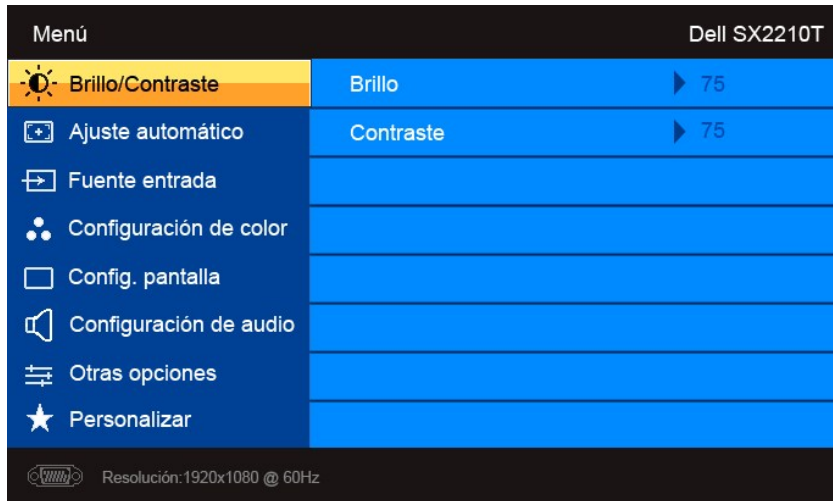 Menú Dell SX2210T
Brillo/Contraste Brillo 75
Ajuste automático Contraste 75
Fuente entrada
Configuración de color
Config. pantalla
Configuración de audio
Otras opciones
Personalizar
Resolución:1920x1080 @ 60Hz